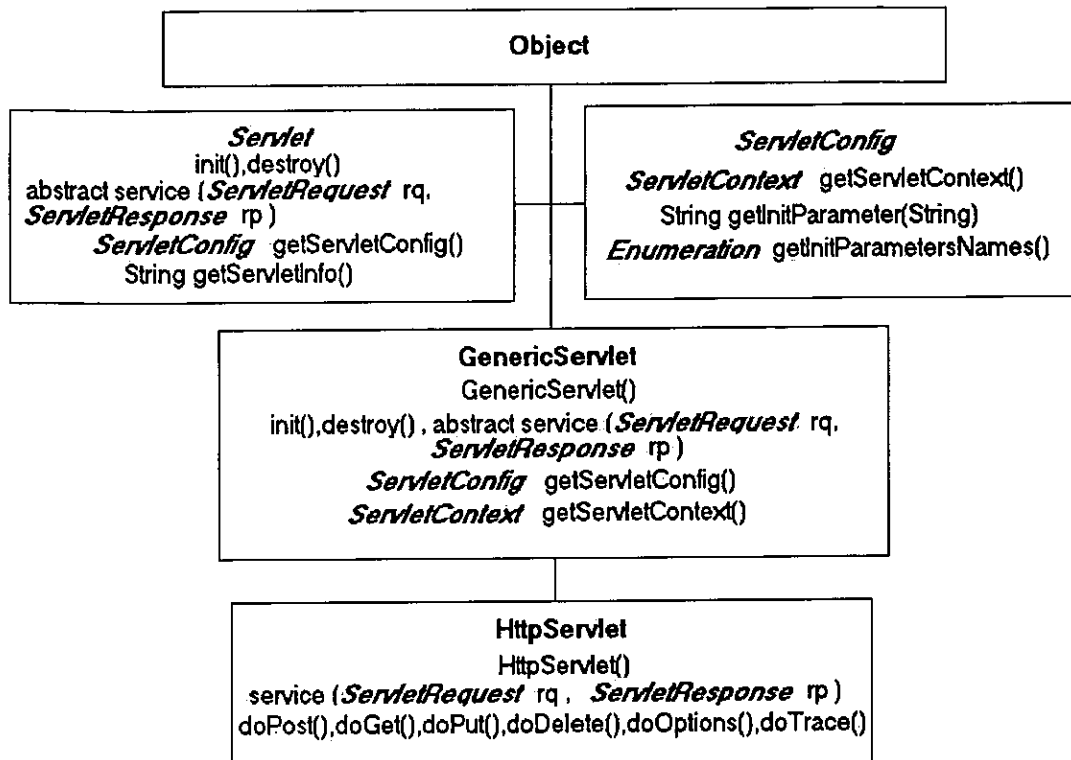 Object
Servlet
init(),destroy()
abstract service (ServletRequest rq,
ServletResponse rp )
ServletConfig getServletConfig()
String getServletInfo()
ServletConfig
ServletContext getServletContext()
String getInitParameter(String)
Enumeration getInitParametersNames()
GenericServlet
GenericServlet()
init(),destroy() , abstract service (ServletRequest rq,
ServletResponse rp )
ServletConfig getServletConfig()
ServletContext getServletContext()
HttpServlet
HttpServlet()
service (ServletRequest rq , ServletResponse rp )
doPost(),doGet(),doPut(),doDelete(),doOptions(),doTrace()